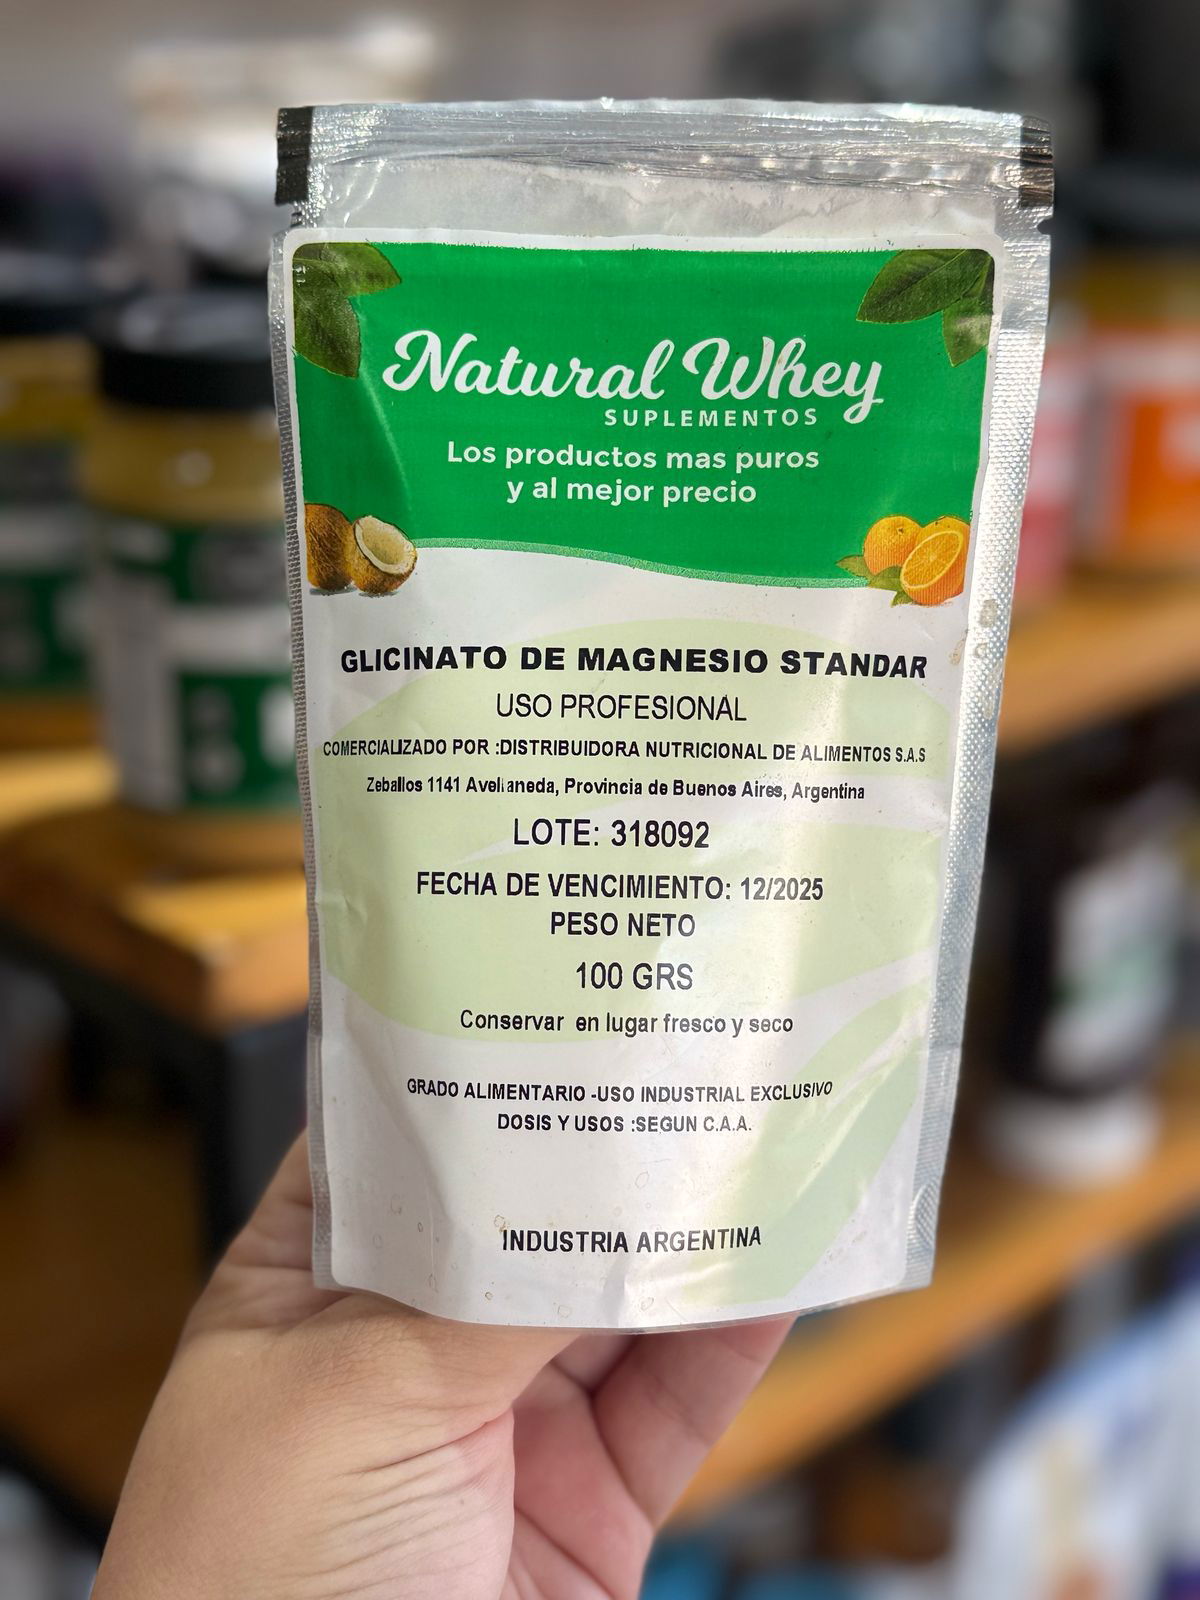 Natural Whey
SUPLEMENTOS
Los productos mas puros
y al mejor precio
GLICINATO DE MAGNESIO STANDAR
USO PROFESIONAL
COMERCIALIZADO POR :DISTRIBUIDORA NUTRICIONAL DE ALIMENTOS S.A.S
Zeballos 1141 Avellaneda, Provincia de Buenos Aires, Argentina
LOTE: 318092
FECHA DE VENCIMIENTO: 12/2025
PESO NETO
100 GRS
Conservar en lugar fresco y seco
GRADO ALIMENTARIO -USO INDUSTRIAL EXCLUSIVO
DOSIS Y USOS :SEGUN C.A.A.
INDUSTRIA ARGENTINA